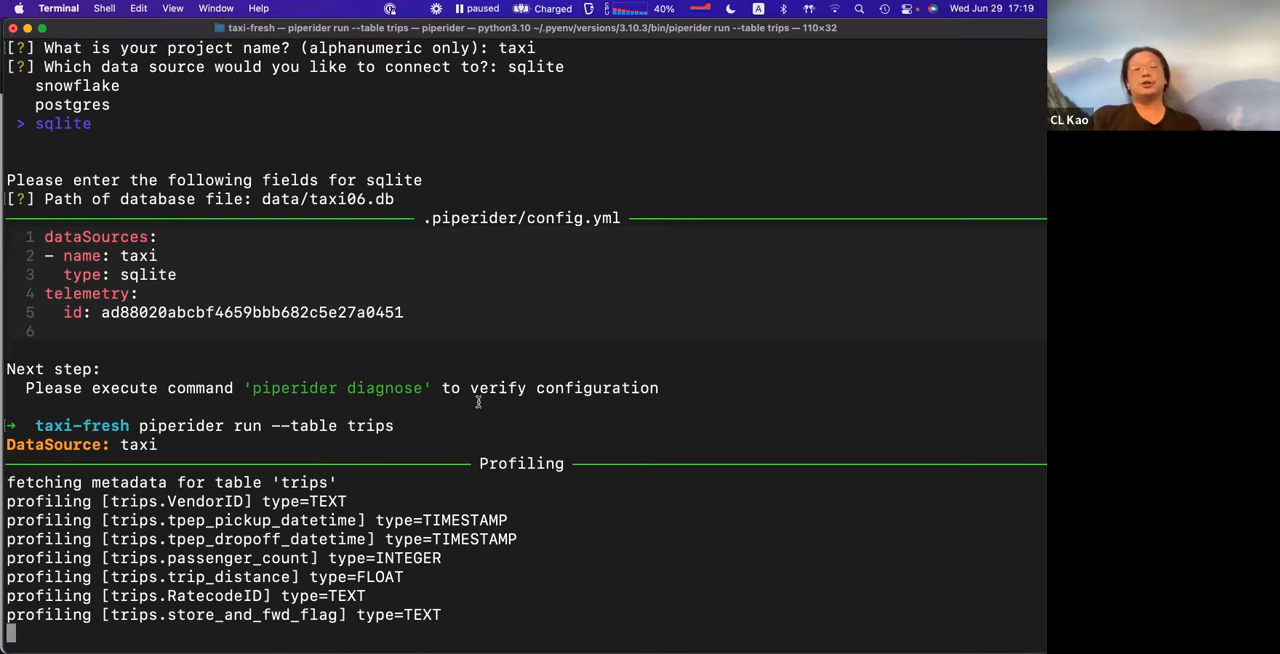 Terminal Shell Edit View Window Help paused Charged 40% A Wed Jun 29 17:19
taxi-fresh — piperider run --table trips — piperider — python3.10 ~/.pyenv/versions/3.10.3/bin/piperider run --table trips — 110×32
[?] What is your project name? (alphanumeric only): taxi
[?] Which data source would you like to connect to?: sqlite
snowflake
postgres
> sqlite
Please enter the following fields for sqlite
[?] Path of database file: data/taxi06.db
.piperider/config.yml
1 dataSources:
2 - name: taxi
3 type: sqlite
4 telemetry:
5 id: ad88020abcbf4659bbb682c5e27a0451
6
Next step:
Please execute command 'piperider diagnose' to verify configuration
→ taxi-fresh piperider run --table trips
DataSource: taxi
Profiling
fetching metadata for table 'trips'
profiling [trips.VendorID] type=TEXT
profiling [trips.tpep_pickup_datetime] type=TIMESTAMP
profiling [trips.tpep_dropoff_datetime] type=TIMESTAMP
profiling [trips.passenger_count] type=INTEGER
profiling [trips.trip_distance] type=FLOAT
profiling [trips.RatecodeID] type=TEXT
profiling [trips.store_and_fwd_flag] type=TEXT
CL Kao